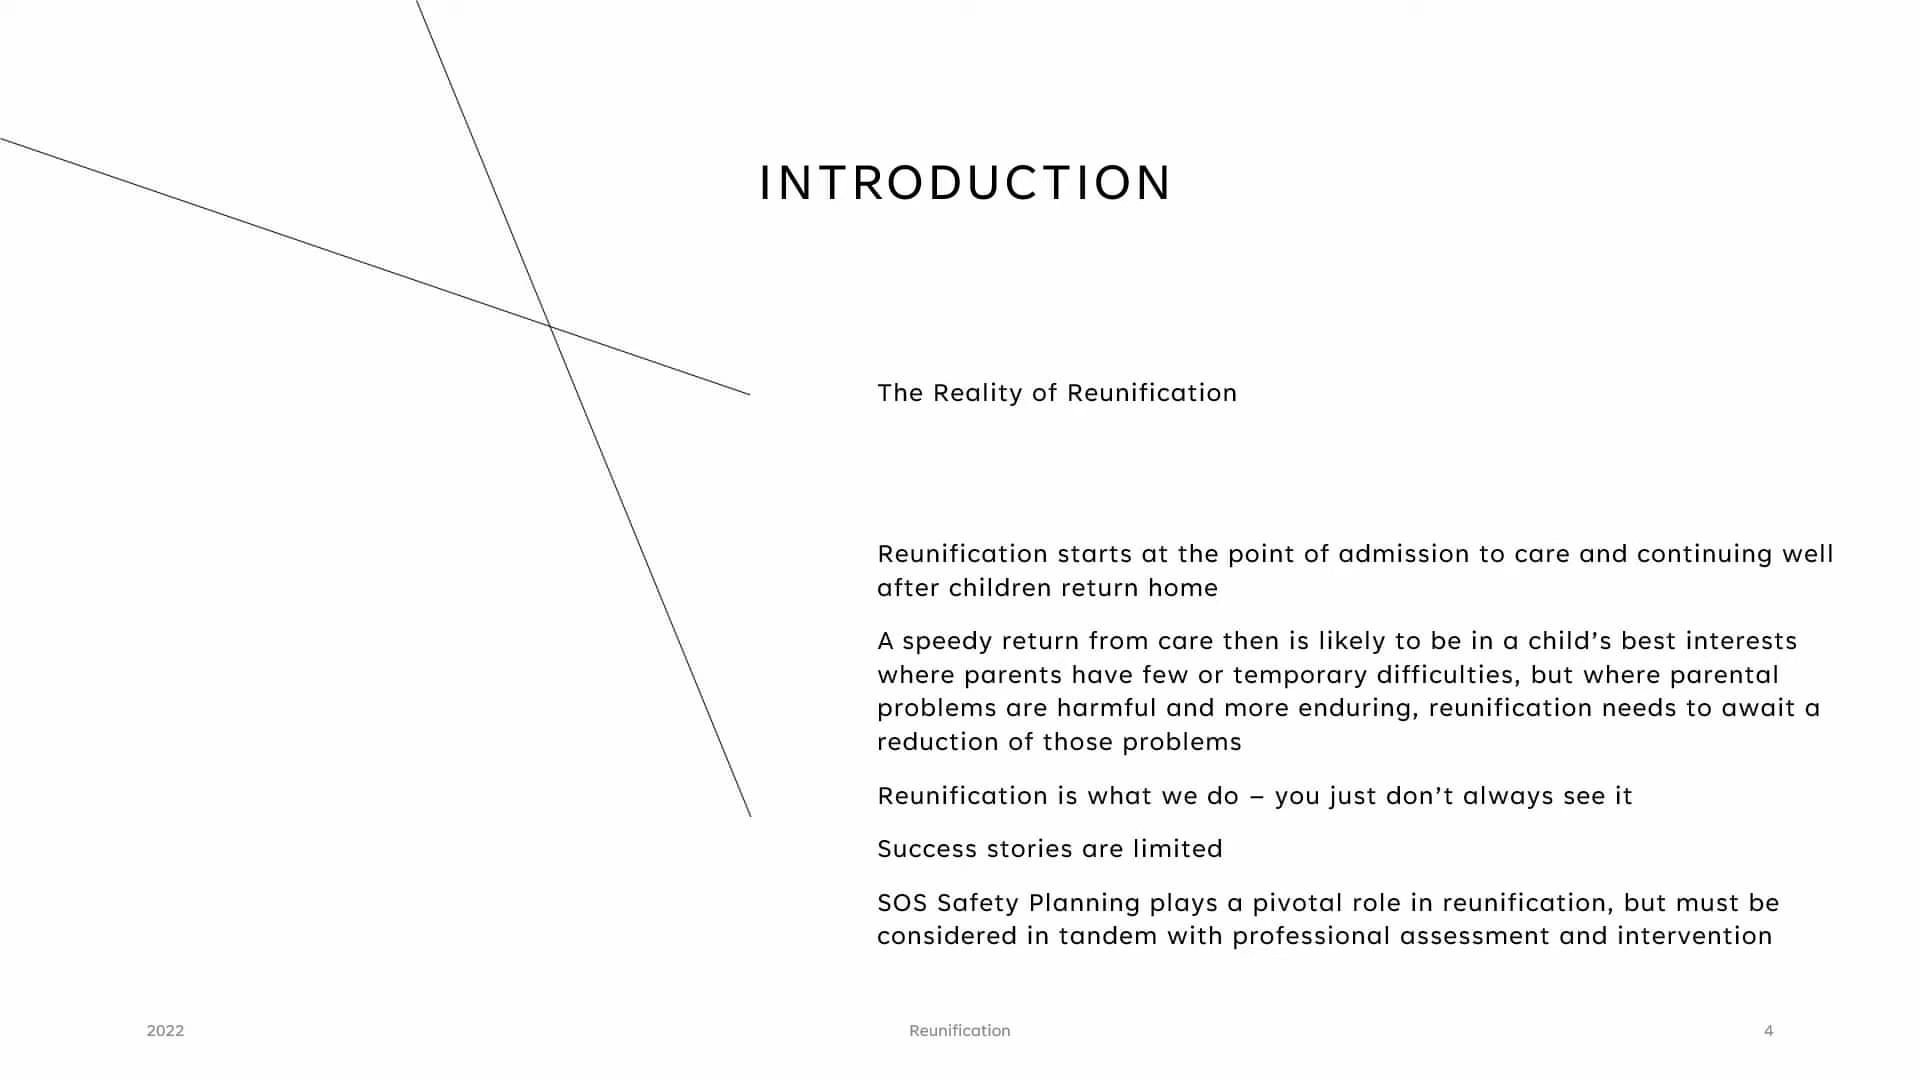 INTRODUCTION
The Reality of Reunification
Reunification starts at the point of admission to care and continuing well
after children return home
A speedy return from care then is likely to be in a child’s best interests
where parents have few or temporary difficulties, but where parental
problems are harmful and more enduring, reunification needs to await a
reduction of those problems
Reunification is what we do – you just don’t always see it
Success stories are limited
SOS Safety Planning plays a pivotal role in reunification, but must be
considered in tandem with professional assessment and intervention
2022
Reunification
4